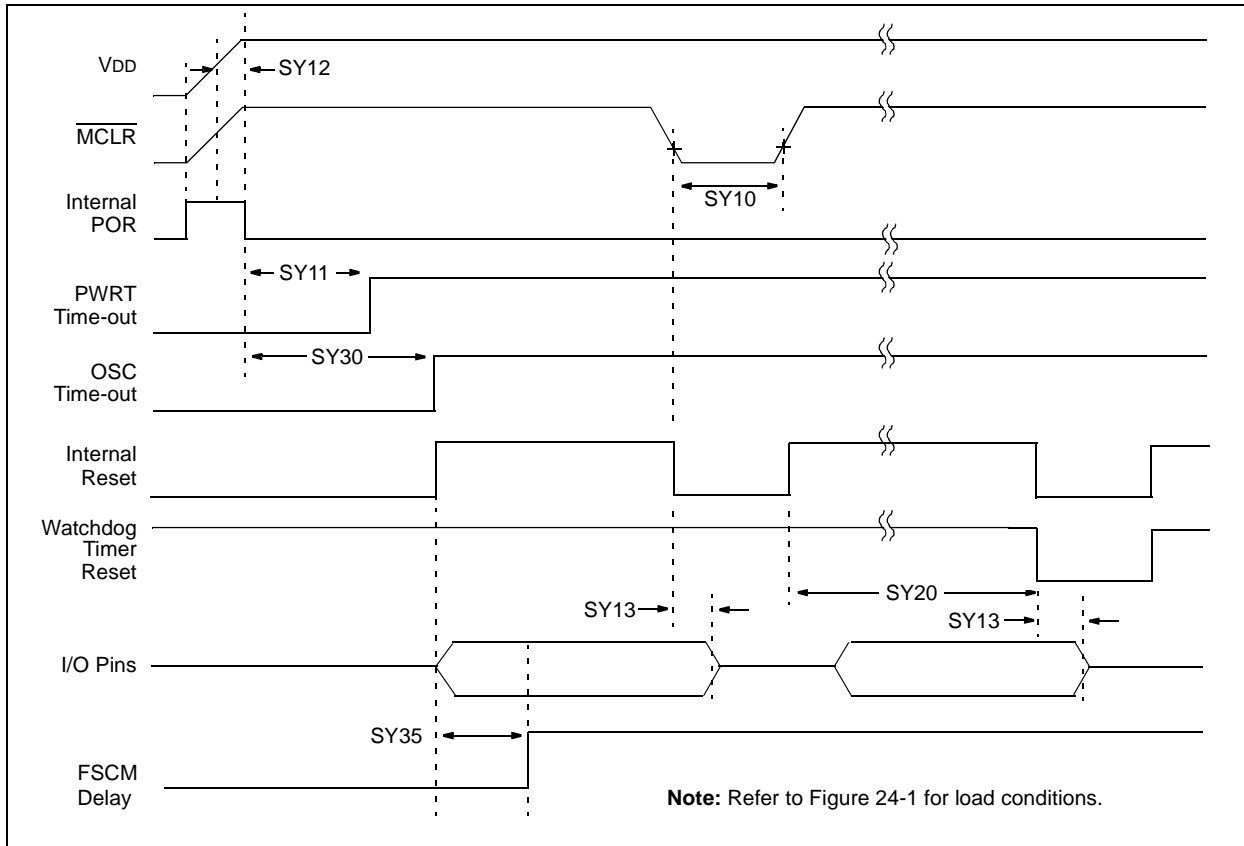 VDD
SY12
MCLR
SY10
Internal
POR
SY11
PWRT
Time-out
SY30
OSC
Time-out
Internal
Reset
Watchdog
Timer
Reset
SY20
SY13
SY13
I/O Pins
SY35
FSCM
Delay
Note: Refer to Figure 24-1 for load conditions.